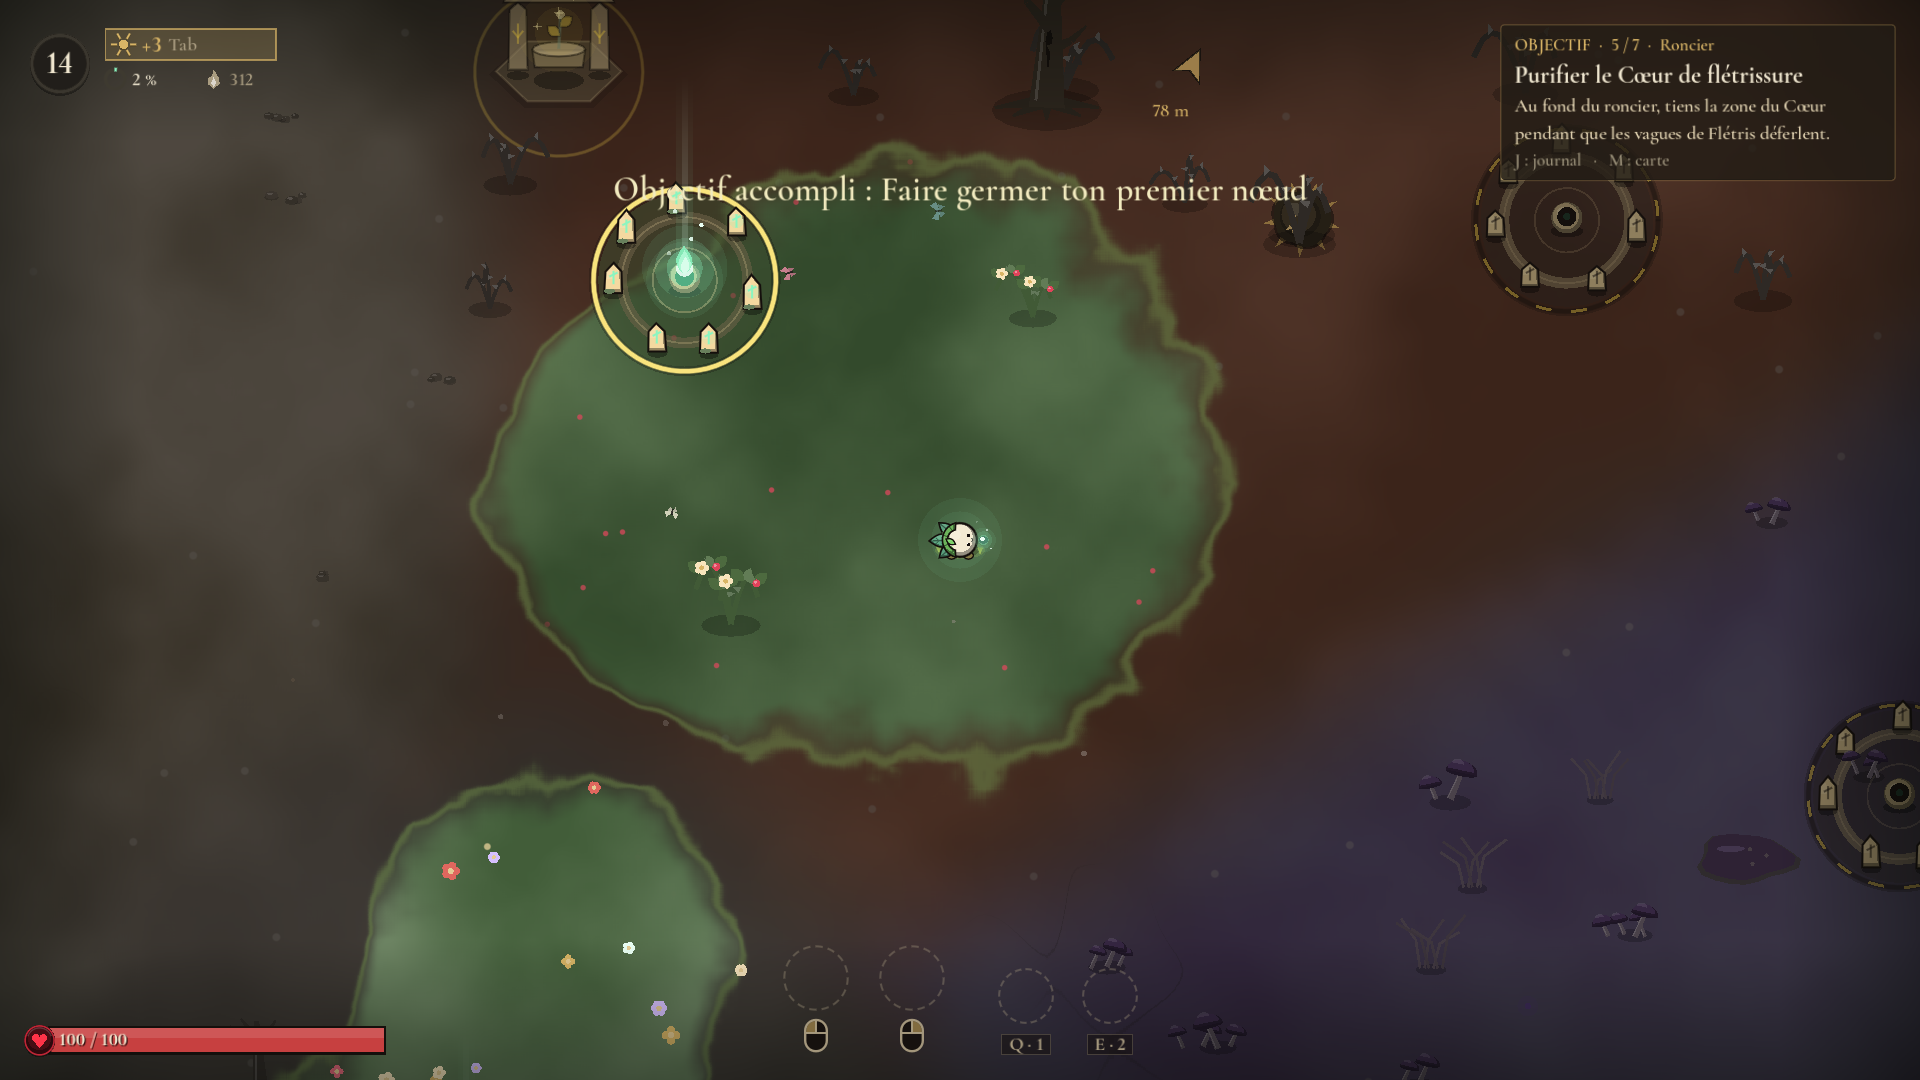 14
+3 Tab
2 %
312
78 m
OBJECTIF · 5/7 · Roncier
Purifier le Cœur de flétrissure
Au fond du roncier, tiens la zone du Cœur
pendant que les vagues de Flétris déferlent.
J : journal · M : carte
Objectif accompli : Faire germer ton premier nœud
100 / 100
Q · 1
E · 2